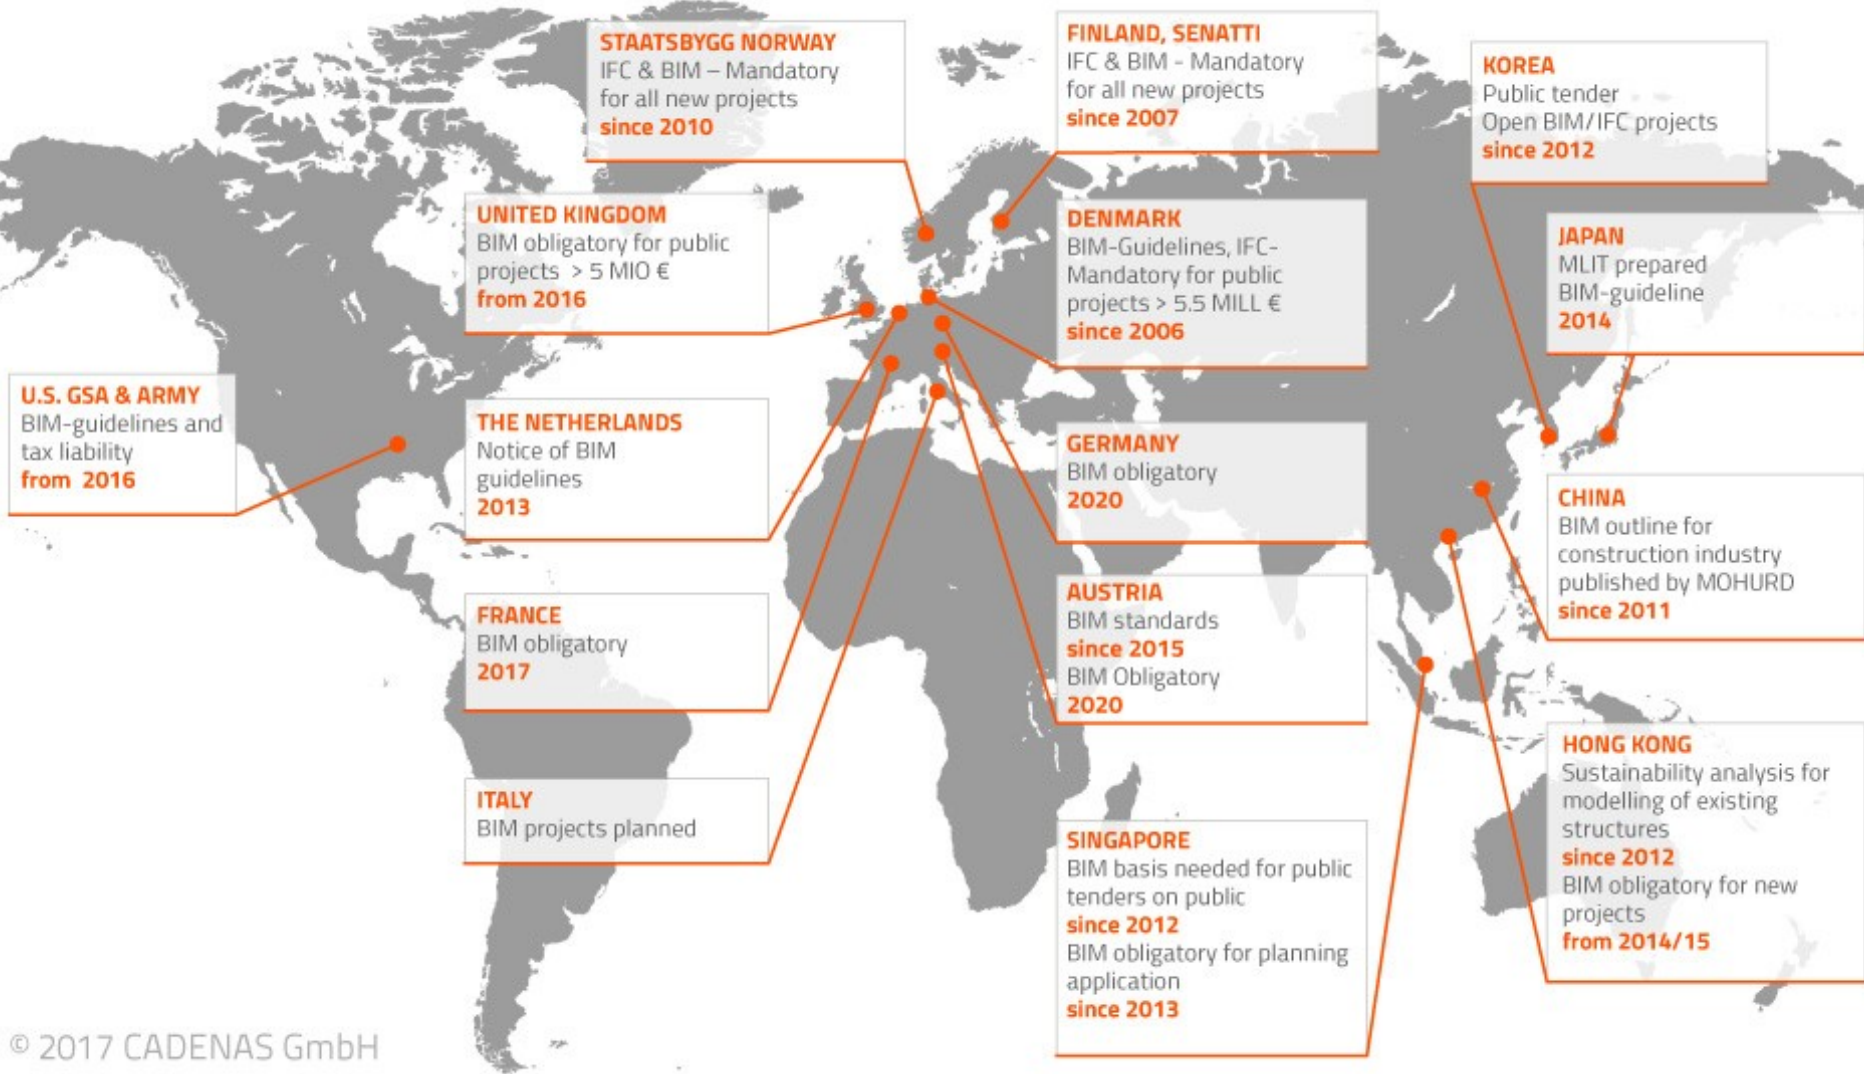 STAATSBYGG NORWAY
IFC & BIM – Mandatory
for all new projects
since 2010
FINLAND, SENATTI
IFC & BIM - Mandatory
for all new projects
since 2007
KOREA
Public tender
Open BIM/IFC projects
since 2012
UNITED KINGDOM
BIM obligatory for public
projects > 5 MIO €
from 2016
DENMARK
BIM-Guidelines, IFC-
Mandatory for public
projects > 5.5 MILL €
since 2006
JAPAN
MLIT prepared
BIM-guideline
2014
U.S. GSA & ARMY
BIM-guidelines and
tax liability
from 2016
THE NETHERLANDS
Notice of BIM
guidelines
2013
GERMANY
BIM obligatory
2020
CHINA
BIM outline for
construction industry
published by MOHURD
since 2011
FRANCE
BIM obligatory
2017
AUSTRIA
BIM standards
since 2015
BIM Obligatory
2020
HONG KONG
Sustainability analysis for
modelling of existing
structures
since 2012
BIM obligatory for new
projects
from 2014/15
ITALY
BIM projects planned
SINGAPORE
BIM basis needed for public
tenders on public
since 2012
BIM obligatory for planning
application
since 2013
© 2017 CADENAS GmbH